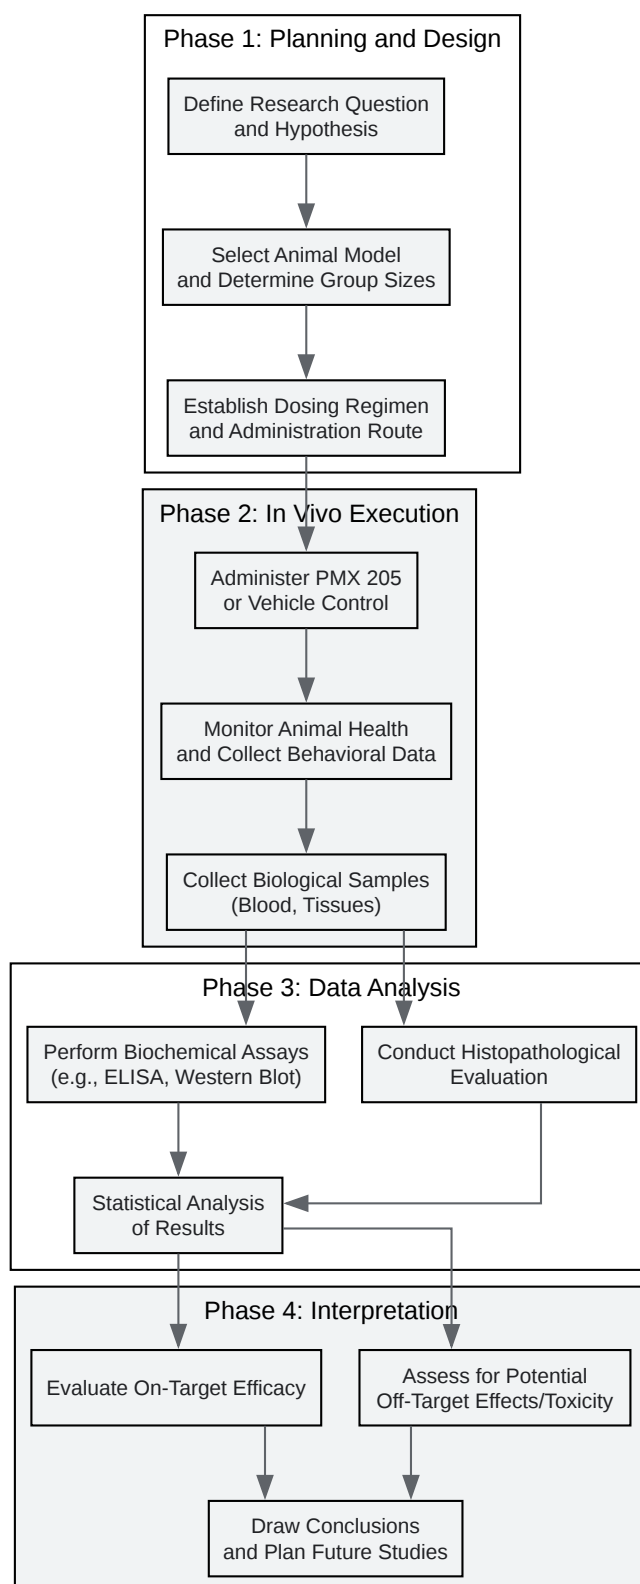 Phase 1: Planning and Design
Define Research Question
and Hypothesis
Select Animal Model
and Determine Group Sizes
Establish Dosing Regimen
and Administration Route
Phase 2: In Vivo Execution
Administer PMX 205
or Vehicle Control
Monitor Animal Health
and Collect Behavioral Data
Collect Biological Samples
(Blood, Tissues)
Phase 3: Data Analysis
Perform Biochemical Assays
(e.g., ELISA, Western Blot)
Conduct Histopathological
Evaluation
Statistical Analysis
of Results
Phase 4: Interpretation
Evaluate On-Target Efficacy
Assess for Potential
Off-Target Effects/Toxicity
Draw Conclusions
and Plan Future Studies